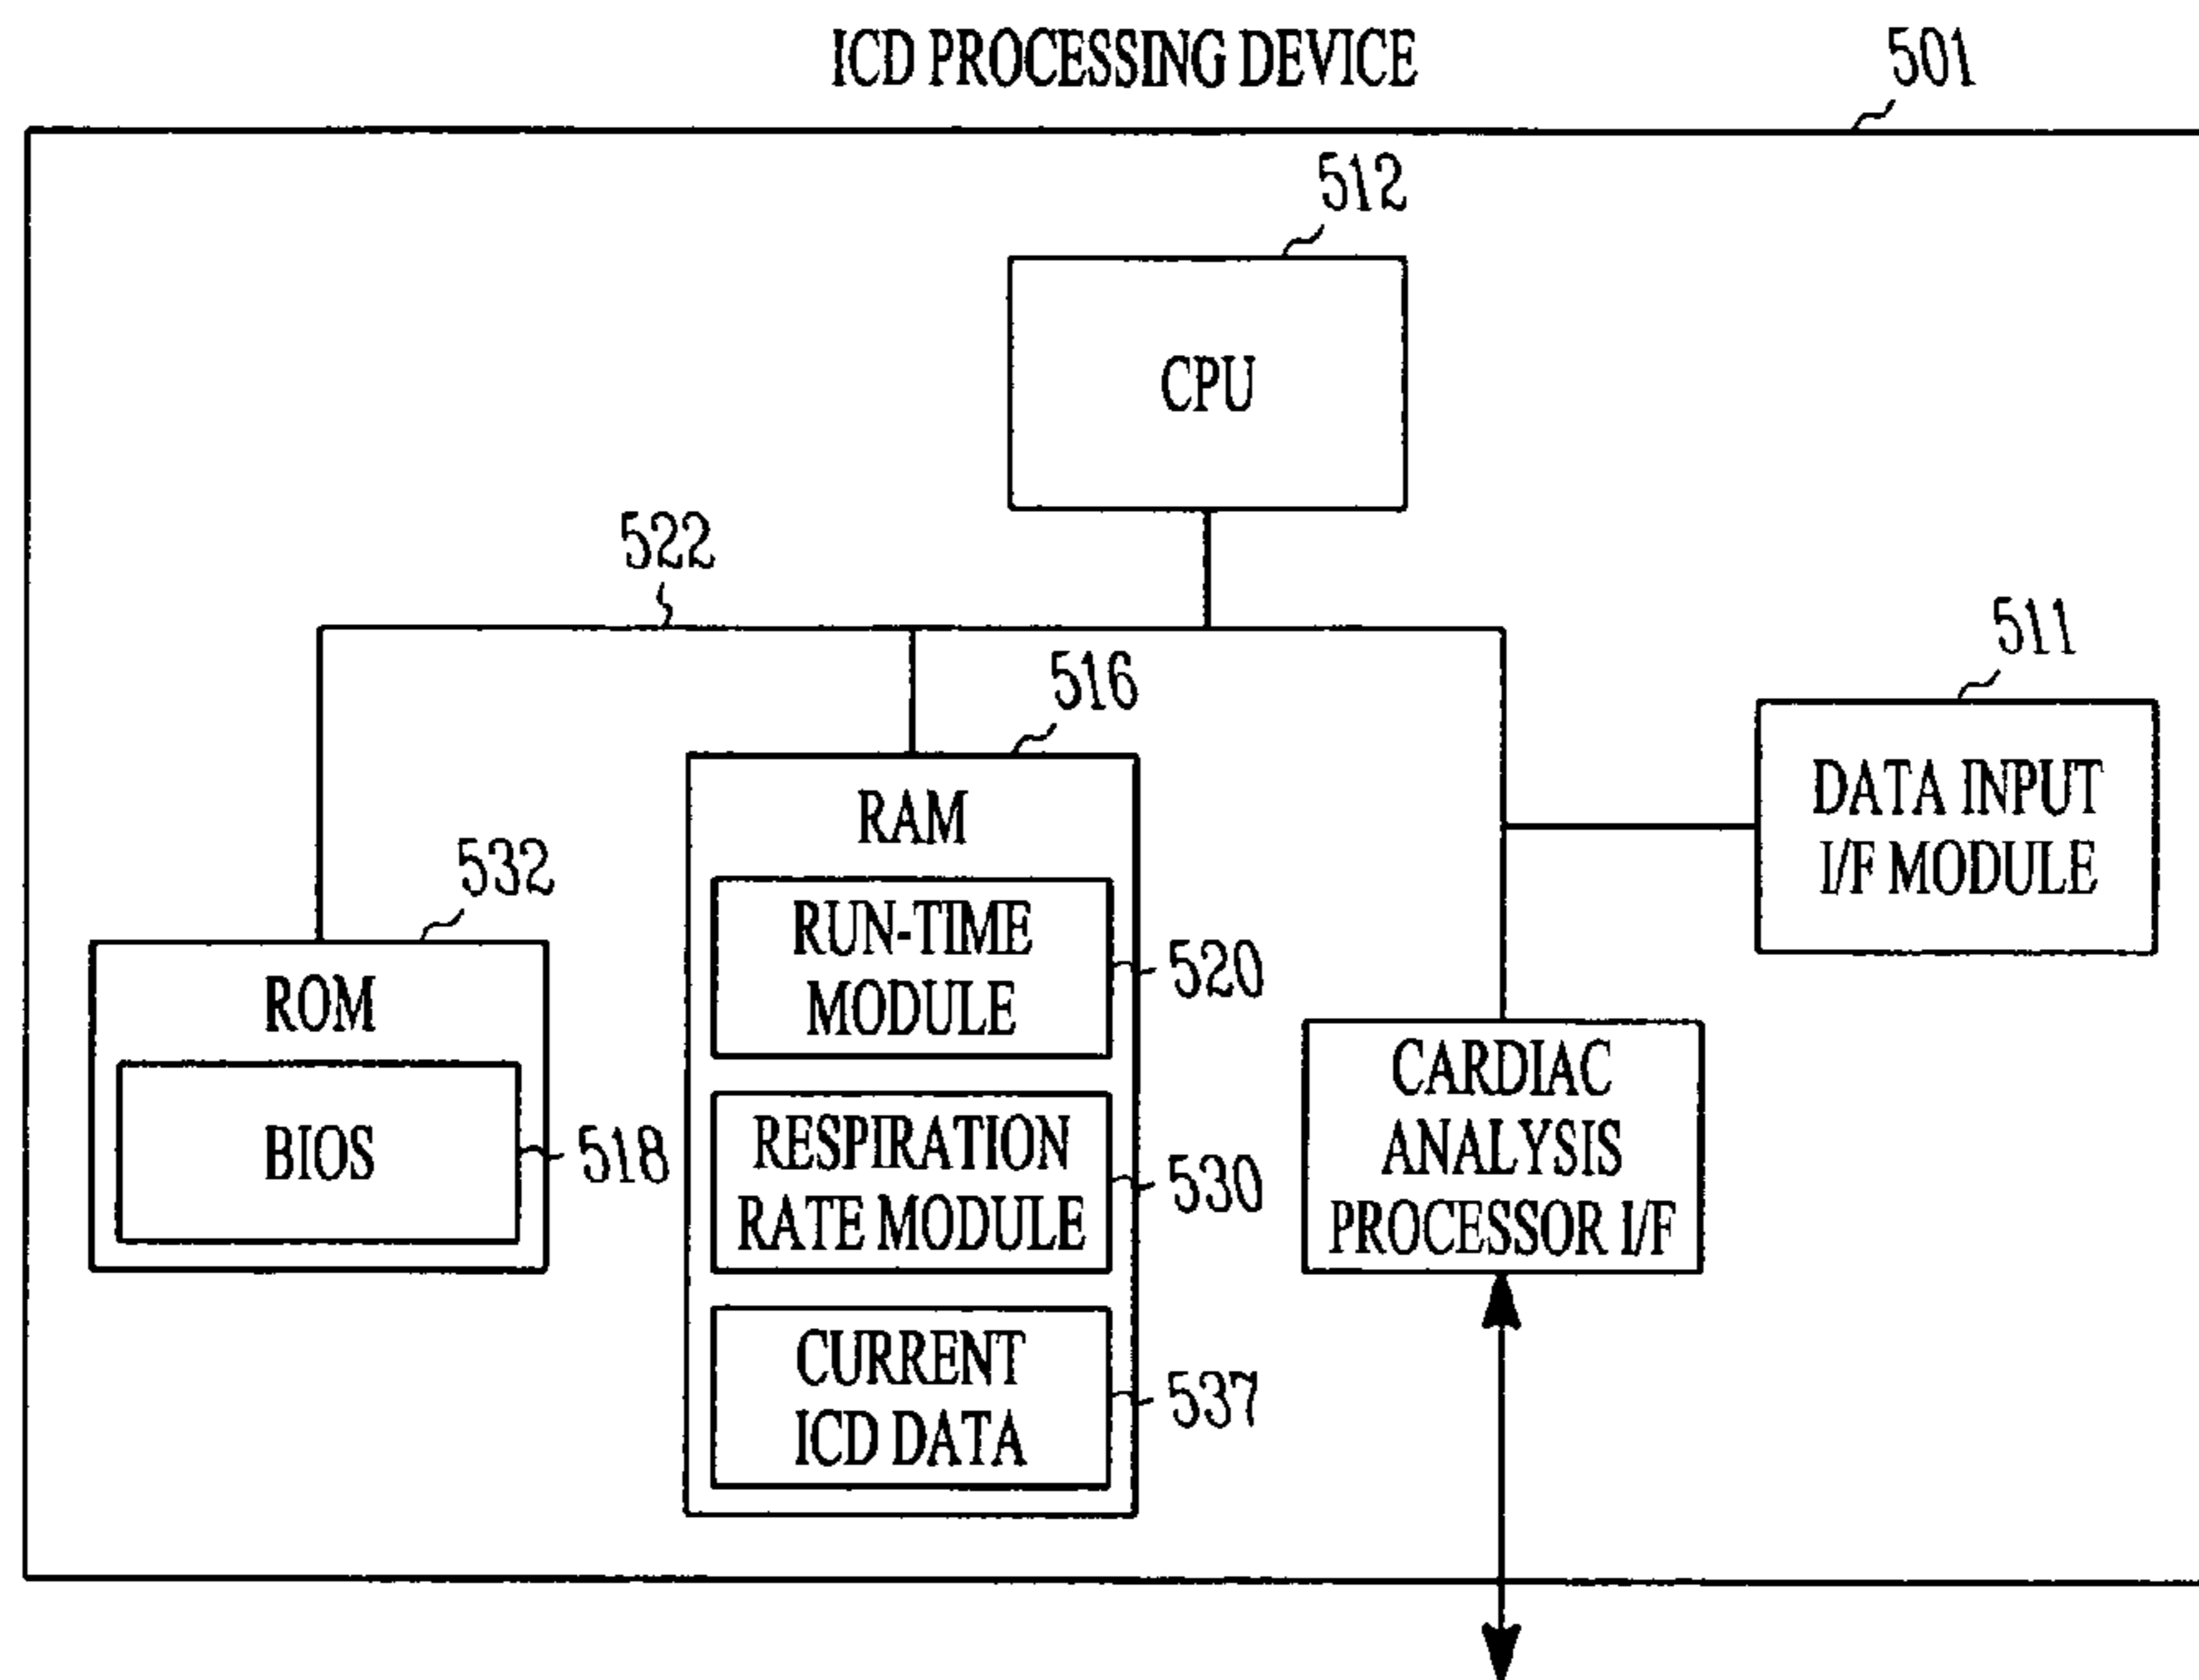 ICD PROCESSING DEVICE
501
512
CPU
522
516
511
DATA INPUT
I/F MODULE
RAM
532
RUN-TIME
MODULE
520
ROM
BIOS
518
RESPIRATION
RATE MODULE
530
CARDIAC
ANALYSIS
PROCESSOR I/F
CURRENT
ICD DATA
537